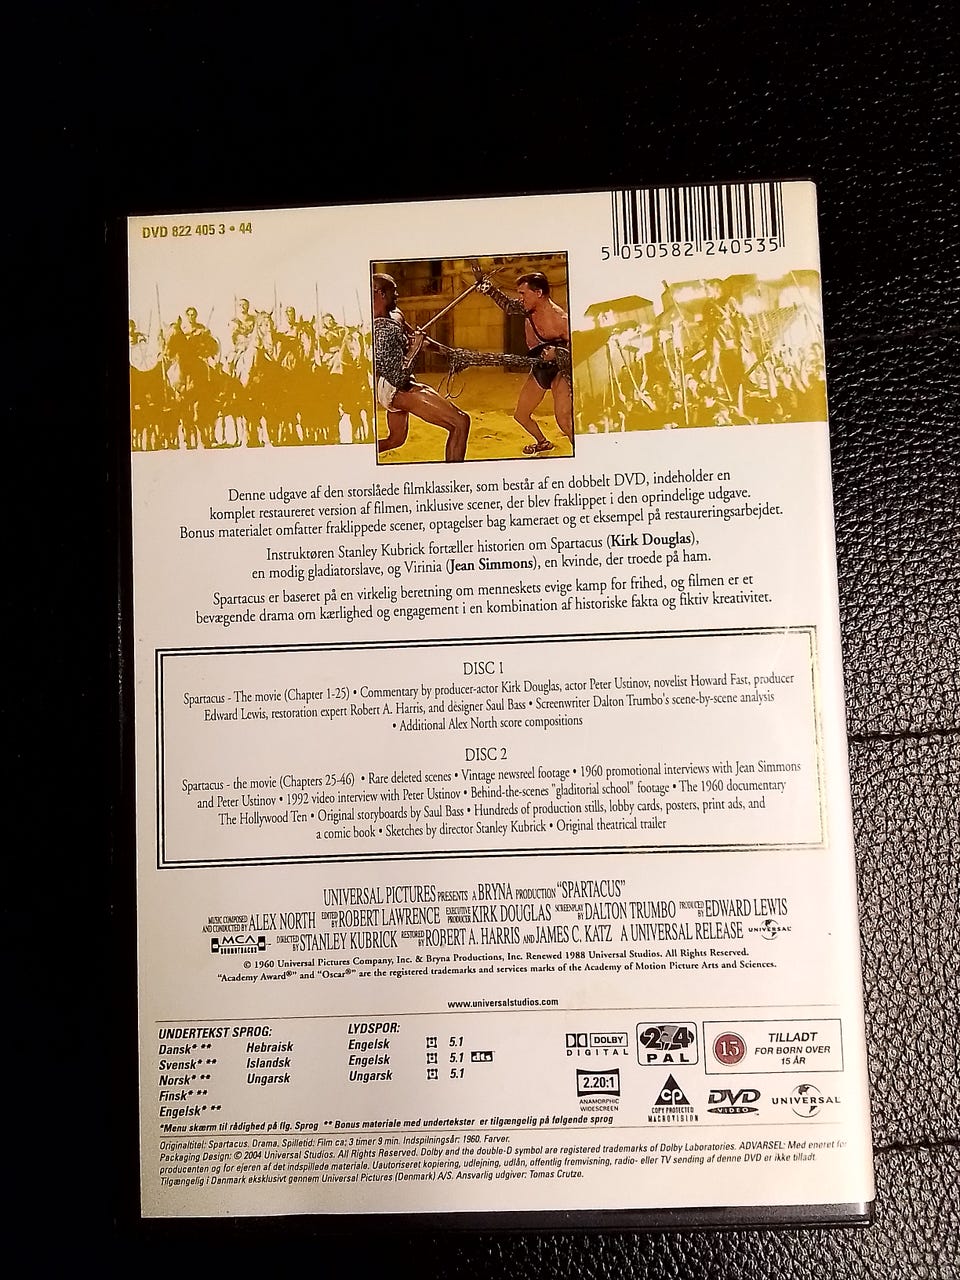 DVD 822 405 3 • 44
5 050582 240535
Denne udgave af den storslåede filmklassiker, som består af en dobbelt DVD, indeholder en
komplet restaureret version af filmen, inklusive scener, der blev fraklippet i den oprindelige udgave.
Bonus materialet omfatter fraklippede scener, optagelser bag kameraet og et eksempel på restaureringsarbejdet.
Instruktøren Stanley Kubrick fortæller historien om Spartacus (Kirk Douglas),
en modig gladiatorslave, og Virinia (Jean Simmons), en kvinde, der troede på ham.
Spartacus er baseret på en virkelig beretning om menneskets evige kamp for frihed, og filmen er et
bevægende drama om kærlighed og engagement i en kombination af historiske fakta og fiktiv kreativitet.
DISC 1
Spartacus - The movie (Chapter 1-25) • Commentary by producer-actor Kirk Douglas, actor Peter Ustinov, novelist Howard Fast, producer
Edward Lewis, restoration expert Robert A. Harris, and designer Saul Bass • Screenwriter Dalton Trumbo's scene-by-scene analysis
• Additional Alex North score compositions
DISC 2
Spartacus - the movie (Chapters 25-46) • Rare deleted scenes • Vintage newsreel footage • 1960 promotional interviews with Jean Simmons
and Peter Ustinov • 1992 video interview with Peter Ustinov • Behind-the-scenes "gladitorial school" footage • The 1960 documentary
The Hollywood Ten • Original storyboards by Saul Bass • Hundreds of production stills, lobby cards, posters, print ads, and
a comic book • Sketches by director Stanley Kubrick • Original theatrical trailer
UNIVERSAL PICTURES PRESENTS A BRYNA PRODUCTION "SPARTACUS"
MUSIC COMPOSED AND CONDUCTED BY ALEX NORTH EDITED BY ROBERT LAWRENCE EXECUTIVE PRODUCER KIRK DOUGLAS SCREENPLAY BY DALTON TRUMBO PRODUCED BY EDWARD LEWIS
MCA SOUNDTRACKS DIRECTED BY STANLEY KUBRICK RESTORED BY ROBERT A. HARRIS AND JAMES C. KATZ A UNIVERSAL RELEASE UNIVERSAL
© 1960 Universal Pictures Company, Inc. & Bryna Productions, Inc. Renewed 1988 Universal Studios. All Rights Reserved.
"Academy Award®" and "Oscar®" are the registered trademarks and services marks of the Academy of Motion Picture Arts and Sciences.
www.universalstudios.com
UNDERTEKST SPROG:
Dansk* ** Hebraisk
Svensk* ** Islandsk
Norsk* ** Ungarsk
Finsk* **
Engelsk* **
LYDSPOR:
Engelsk 5.1
Engelsk 5.1 dts
Ungarsk 5.1
*Menu skærm til rådighed på flg. Sprog ** Bonus materiale med undertekster er tilgængelig på følgende sprog
DOLBY
DIGITAL
2.20:1
ANAMORPHIC
WIDESCREEN
2 4
PAL
CP
COPY PROTECTED
MACROVISION
15
TILLADT
FOR BORN OVER
15 ÅR
DVD
VIDEO
UNIVERSAL
Originaltitel: Spartacus. Drama. Spilletid: Film ca: 3 timer 9 min. Indspilningsår: 1960. Farver.
Packaging Design: © 2004 Universal Studios. All Rights Reserved. Dolby and the double-D symbol are registered trademarks of Dolby Laboratories. ADVARSEL: Med eneret for
producenten og for ejeren af det indspillede materiale. Uautoriseret kopiering, udlejning, udlån, offentlig fremvisning, radio- eller TV sending af denne DVD er ikke tilladt.
Tilgængelig i Danmark eksklusivt gennem Universal Pictures (Denmark) A/S. Ansvarlig udgiver: Tomas Crutze.